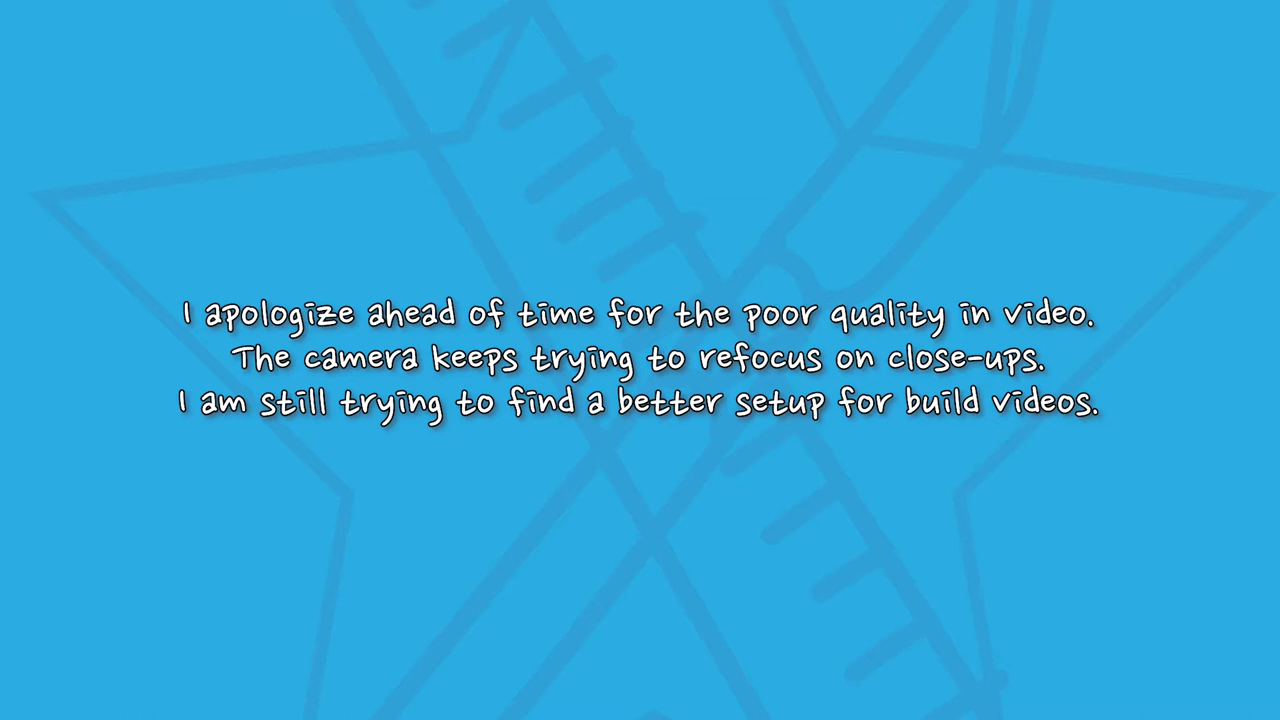 I apologize ahead of time for the poor quality in video.
The camera keeps trying to refocus on close-ups.
I am still trying to find a better setup for build videos.